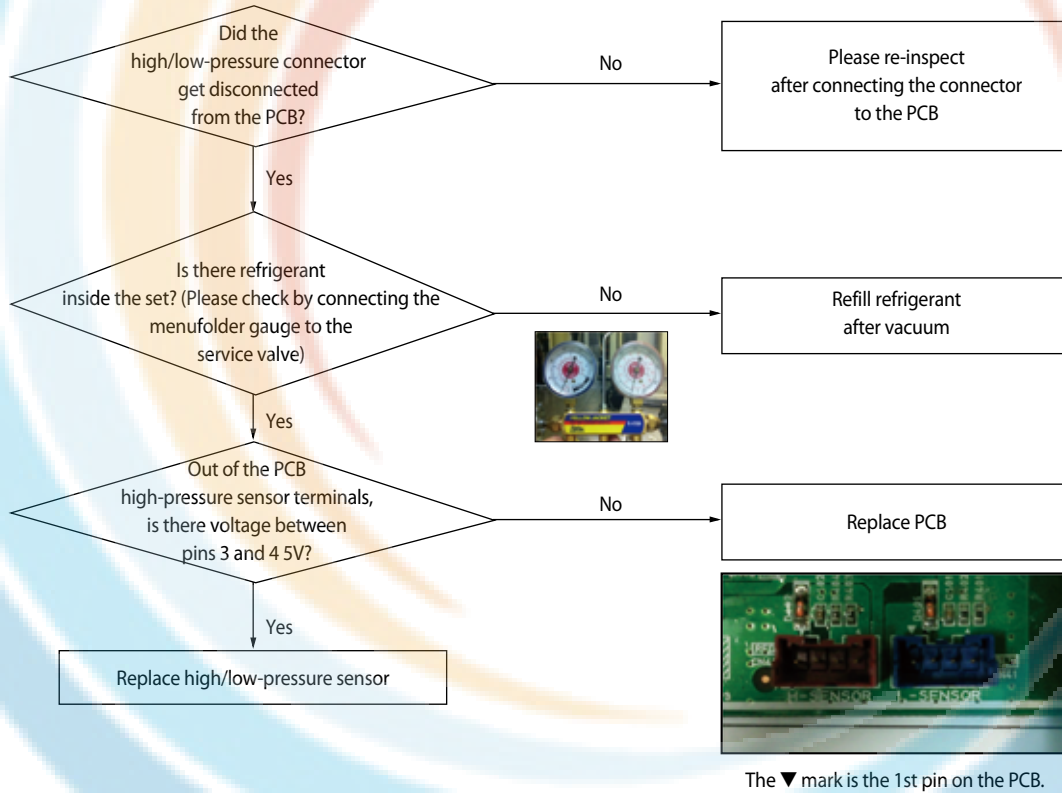 Did the
high/low-pressure connector
get disconnected
from the PCB?
No
Please re-inspect
after connecting the connector
to the PCB
Yes
Is there refrigerant
inside the set? (Please check by connecting the
menufolder gauge to the
service valve)
No
Refill refrigerant
after vacuum
Yes
Out of the PCB
high-pressure sensor terminals,
is there voltage between
pins 3 and 4 5V?
No
Replace PCB
Yes
Replace high/low-pressure sensor
H-SENSOR L-SENSOR
The ▼ mark is the 1st pin on the PCB.